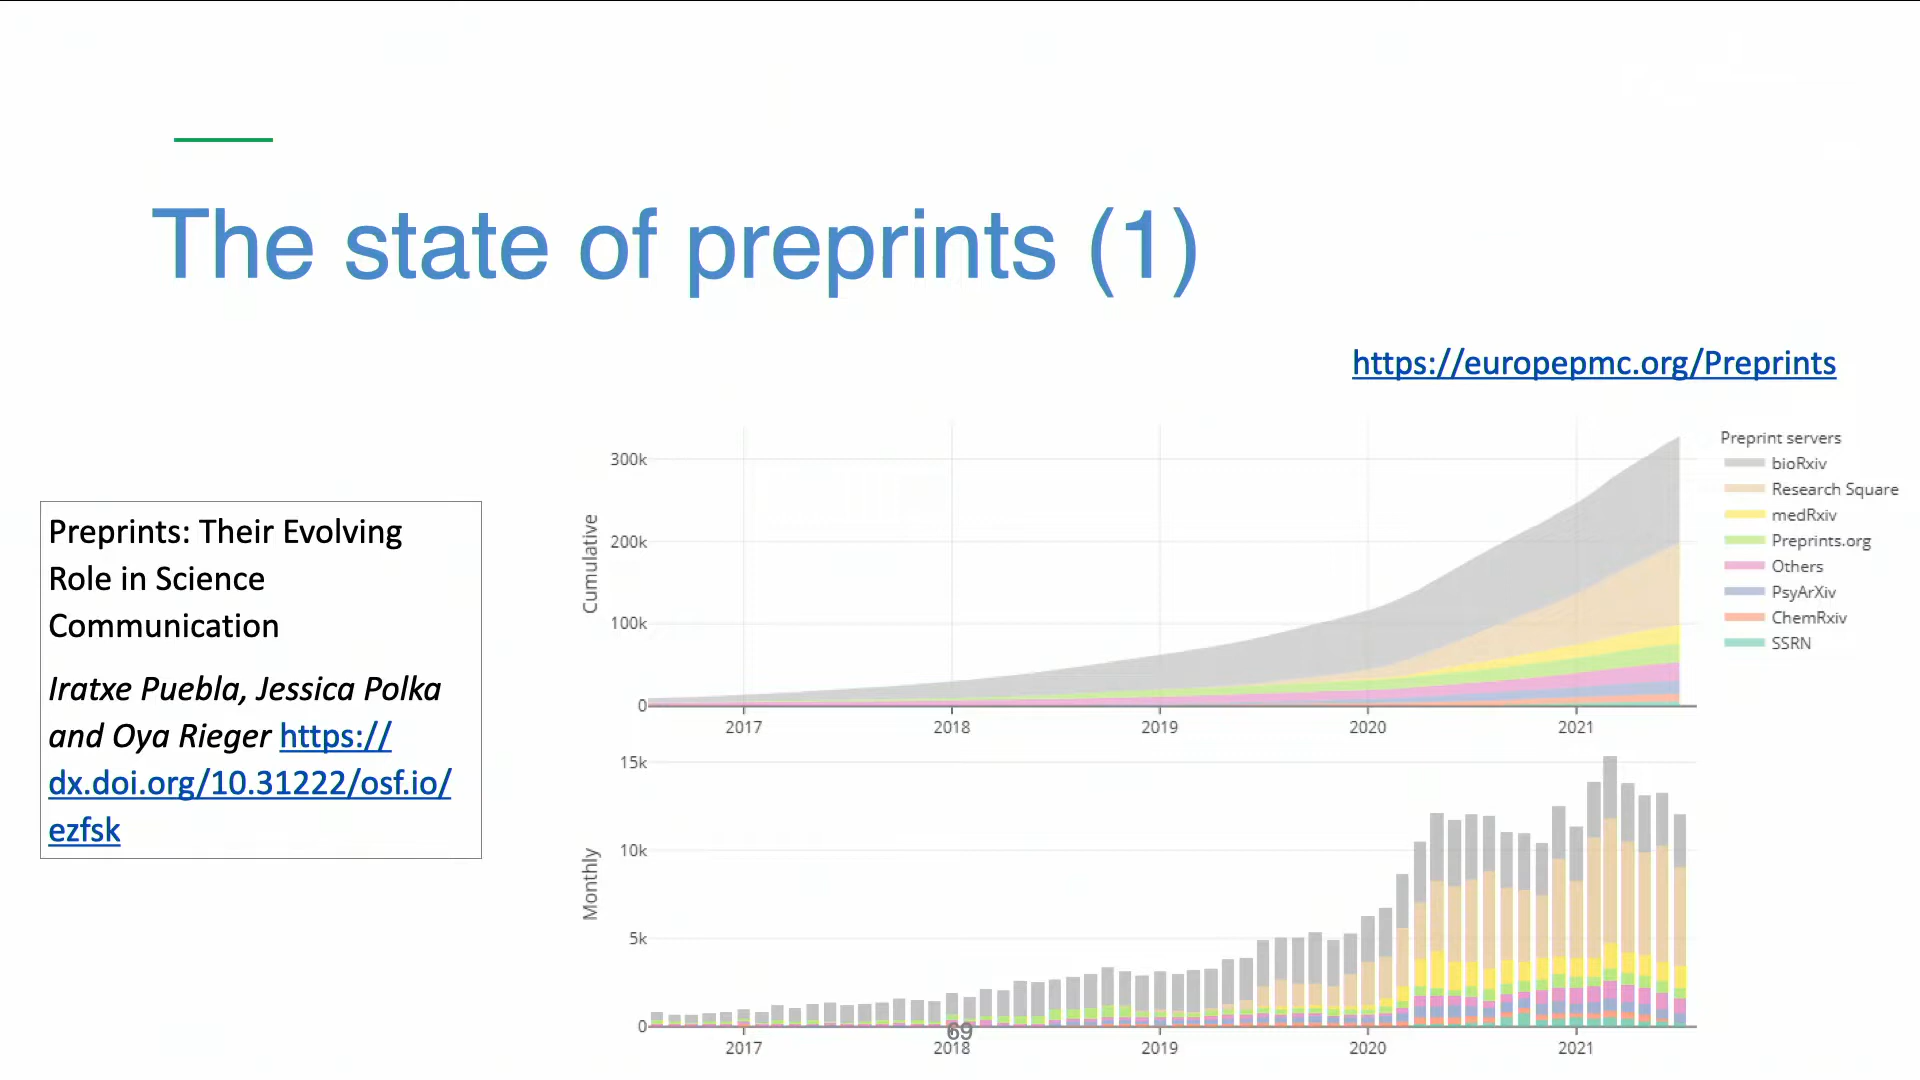 The state of preprints (1)
https://europepmc.org/Preprints
Preprints: Their Evolving
Role in Science
Communication
Iratxe Puebla, Jessica Polka
and Oya Rieger https://
dx.doi.org/10.31222/osf.io/
ezfsk
Cumulative
300k
200k
100k
0
2017 2018 2019 2020 2021
Preprint servers
bioRxiv
Research Square
medRxiv
Preprints.org
Others
PsyArXiv
ChemRxiv
SSRN
Monthly
15k
10k
5k
0
69
2017 2018 2019 2020 2021